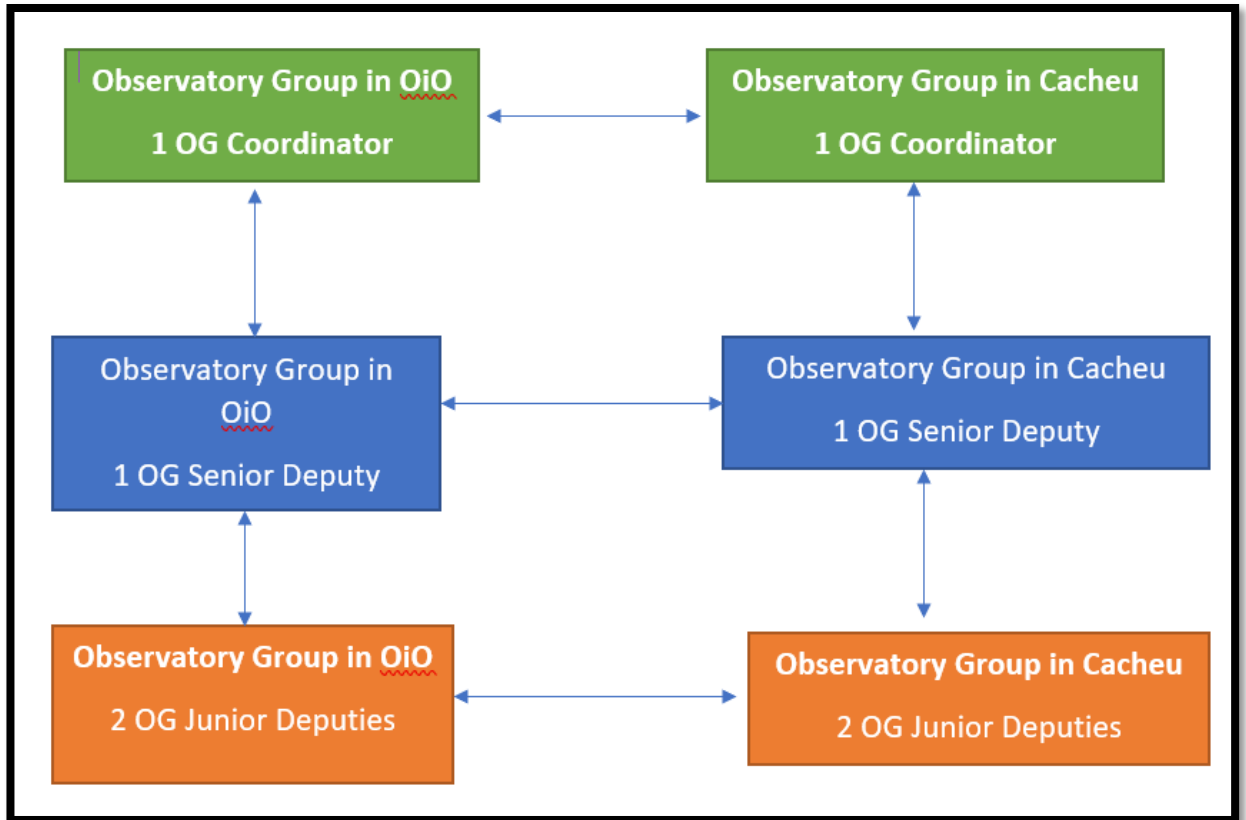 Observatory Group in OiO
1 OG Coordinator
Observatory Group in Cacheu
1 OG Coordinator
Observatory Group in
OiO
1 OG Senior Deputy
Observatory Group in Cacheu
1 OG Senior Deputy
Observatory Group in OiO
2 OG Junior Deputies
Observatory Group in Cacheu
2 OG Junior Deputies